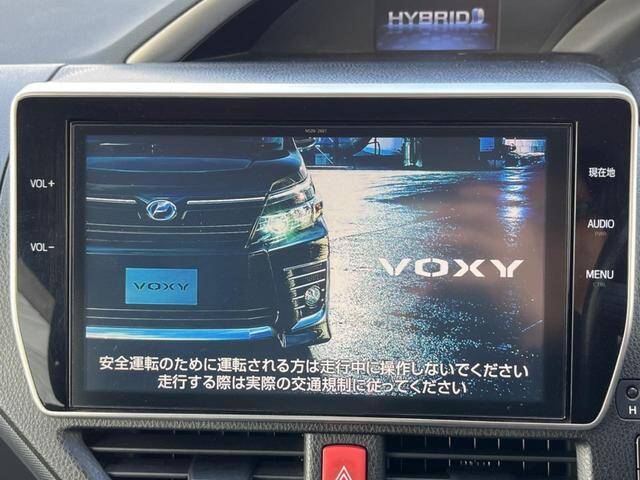 HYBRID
VOL+
VOL-
現在地
AUDIO
MENU
VOXY
VOXY
安全運転のために運転される方は走行中に操作しないでください
走行する際は実際の交通規制に従ってください
H